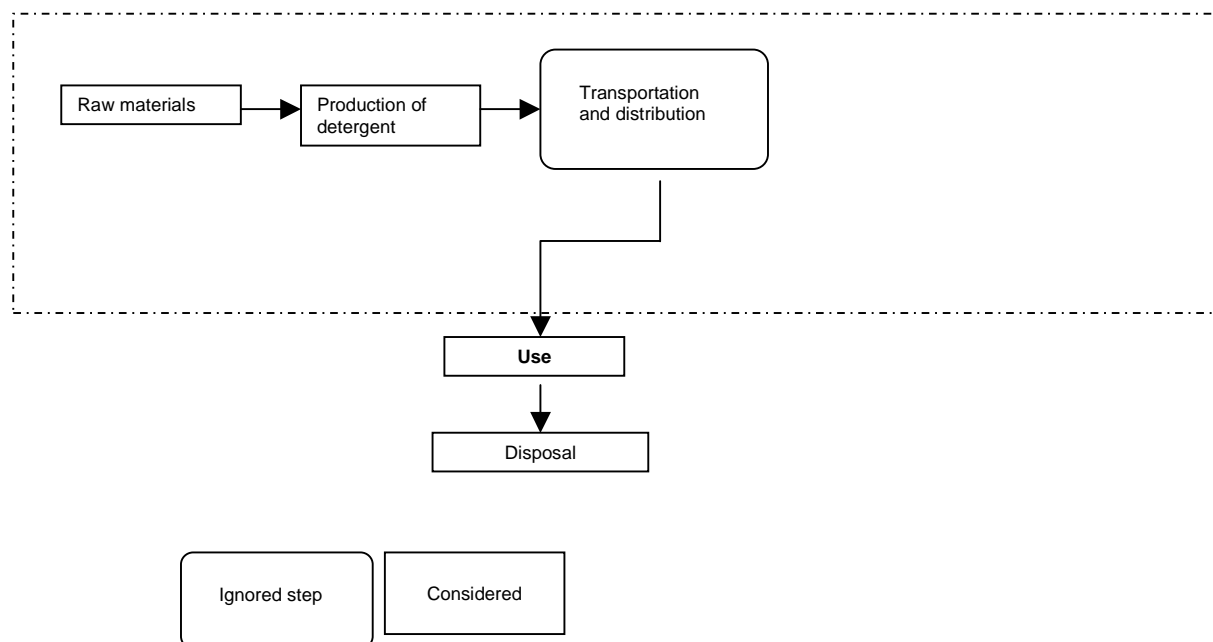 Raw materials
Production of
detergent
Transportation
and distribution
Use
Disposal
Ignored step
Considered